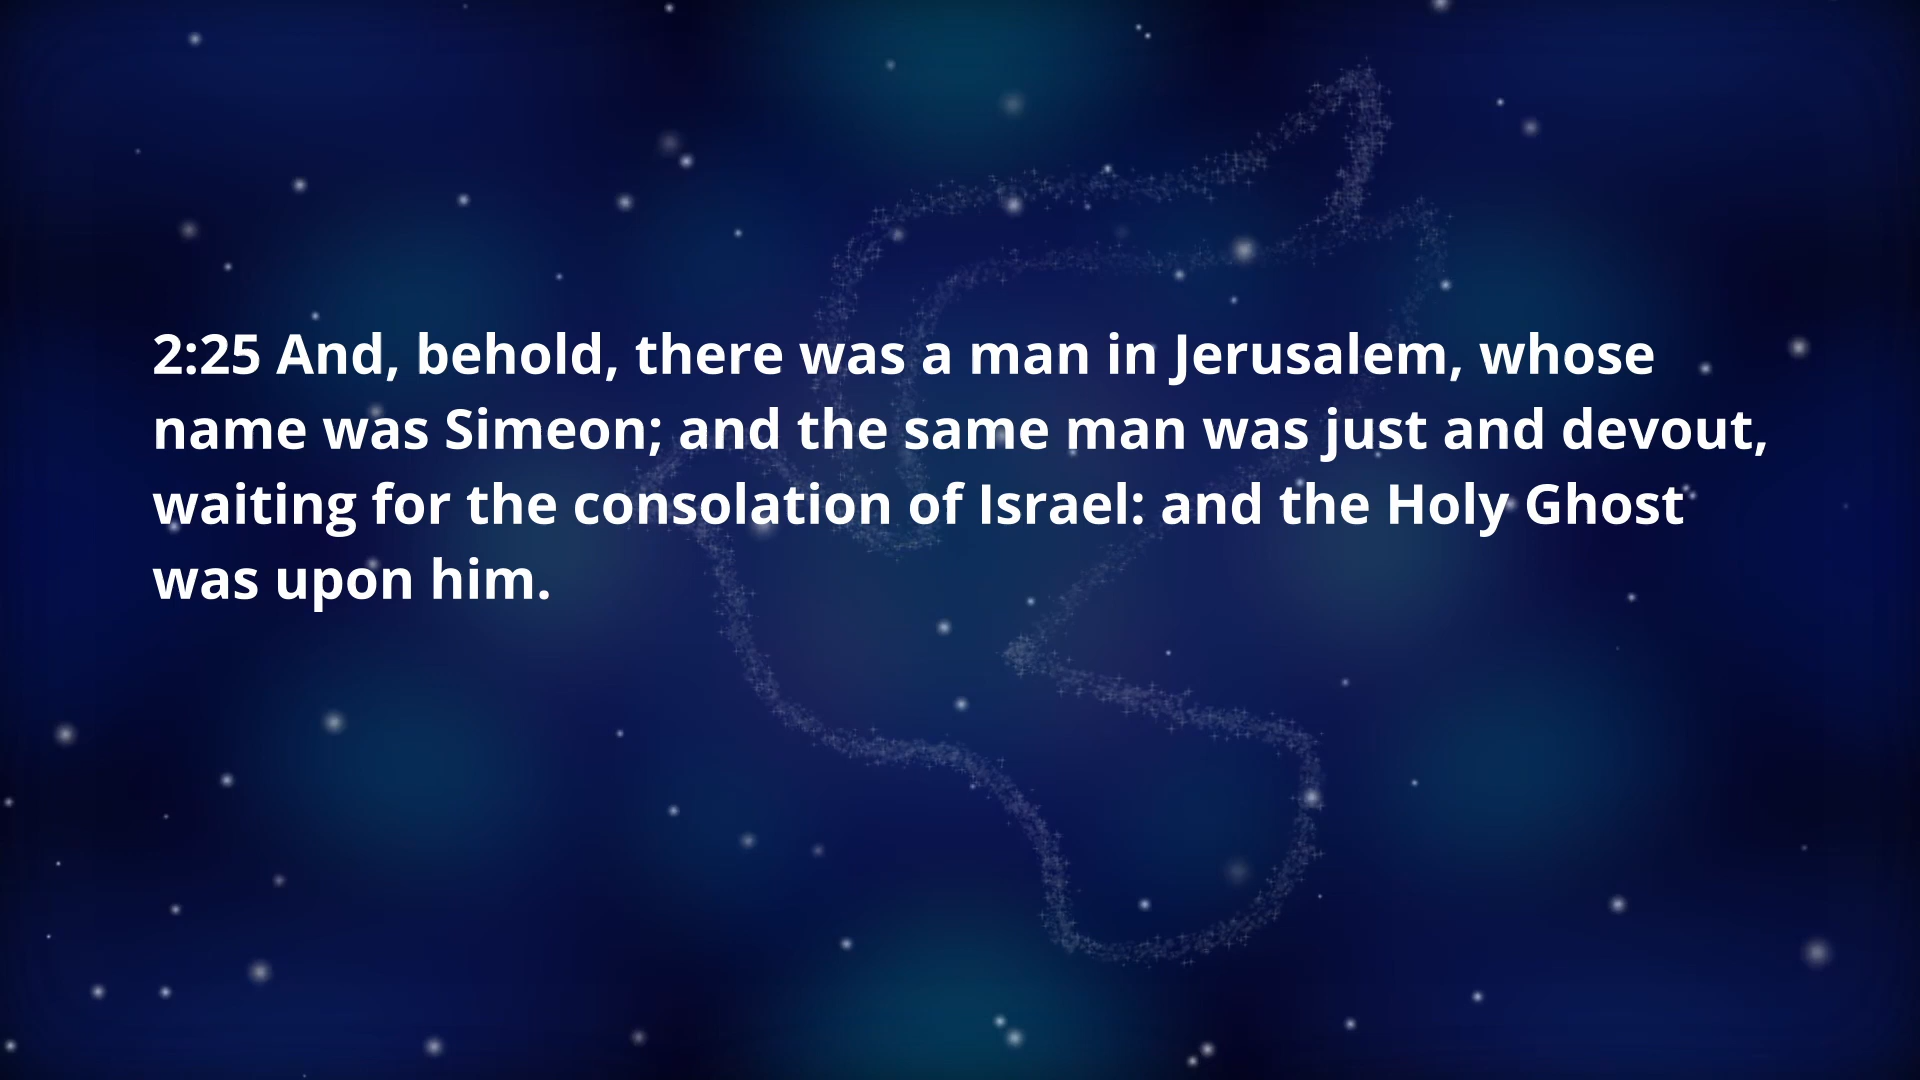 2:25 And, behold, there was a man in Jerusalem, whose
name was Simeon; and the same man was just and devout,
waiting for the consolation of Israel: and the Holy Ghost
was upon him.